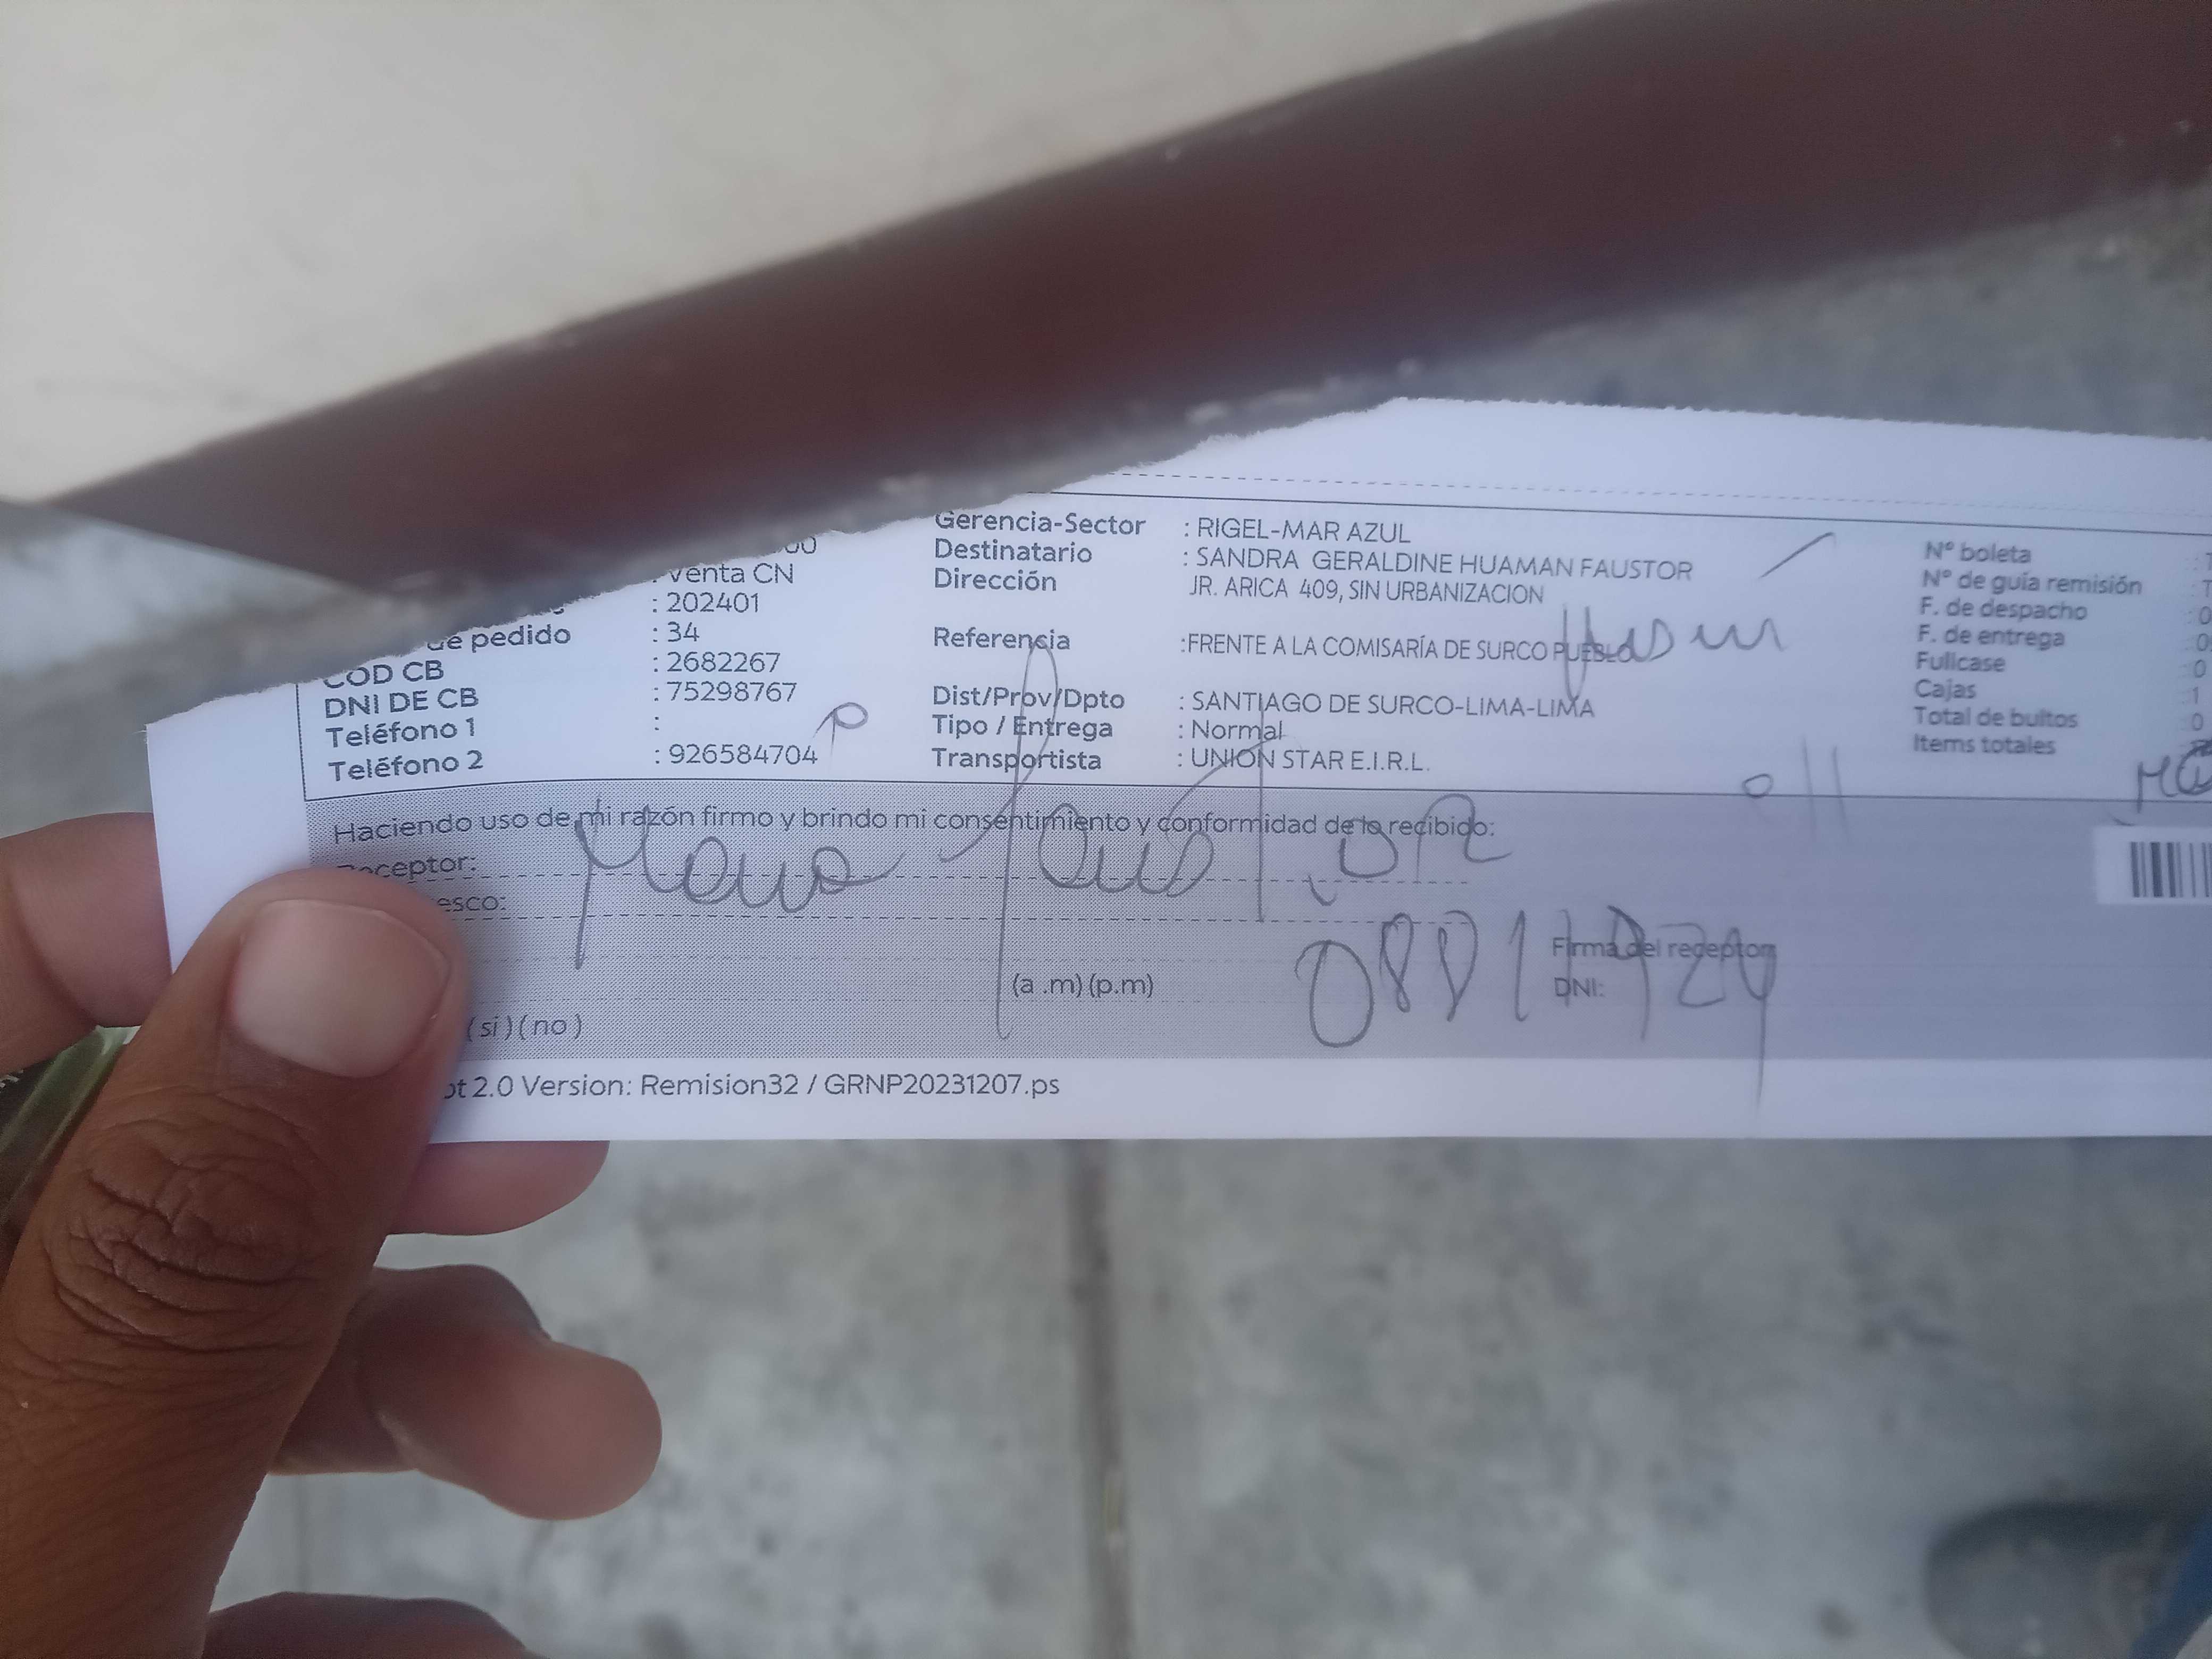 Gerencia-Sector : RIGEL-MAR AZUL
Destinatario : SANDRA GERALDINE HUAMAN FAUSTOR
Dirección JR. ARICA 409, SIN URBANIZACION
Referencia :FRENTE A LA COMISARÍA DE SURCO PUEBLO
Dist/Prov/Dpto : SANTIAGO DE SURCO-LIMA-LIMA
Tipo / Entrega : Normal
Transportista : UNION STAR E.I.R.L.
: Venta CN
: 202401
de pedido : 34
COD CB : 2682267
DNI DE CB : 75298767
Teléfono 1 :
Teléfono 2 : 926584704
N° boleta
N° de guía remisión
F. de despacho
F. de entrega
Fullcase : 0
Cajas : 1
Total de bultos : 0
Items totales
Haciendo uso de mi razón firmo y brindo mi consentimiento y conformidad de lo recibido:
Receptor:
esco:
(a .m) (p.m)
Firma del receptor
DNI:
( si ) ( no )
pt 2.0 Version: Remision32 / GRNP20231207.ps